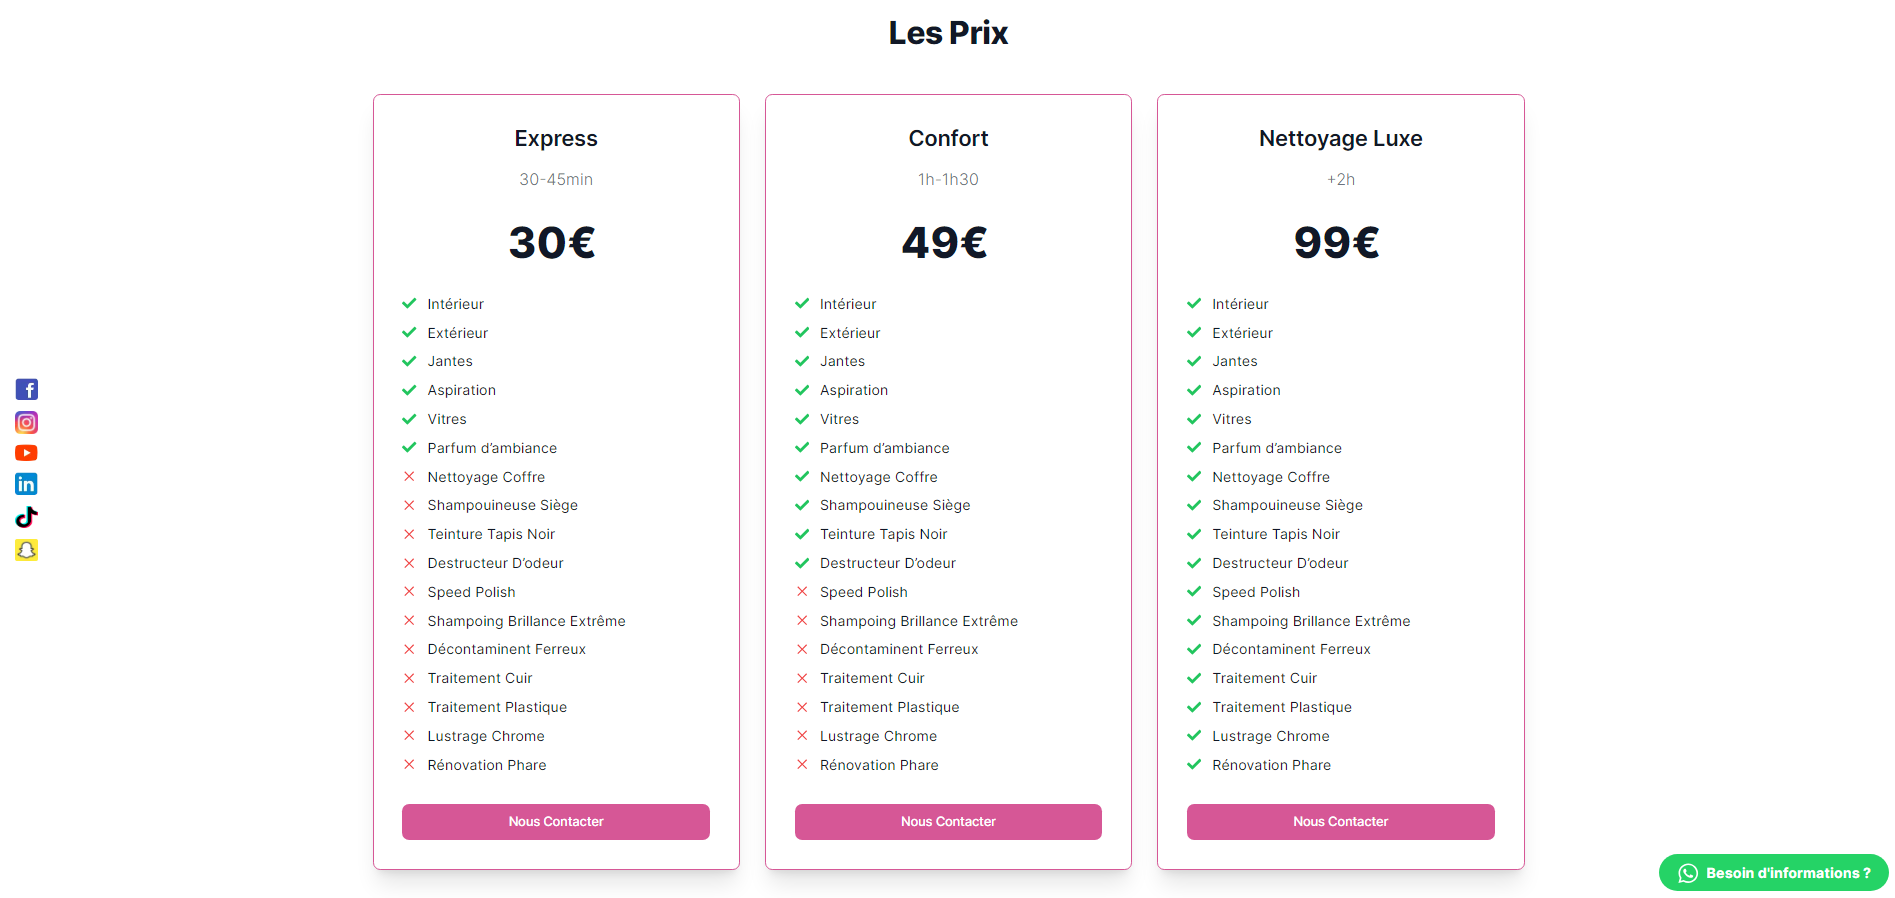 Les Prix
Express
30-45min
30€
Intérieur
Extérieur
Jantes
Aspiration
Vitres
Parfum d’ambiance
Nettoyage Coffre
Shampouineuse Siège
Teinture Tapis Noir
Destructeur D’odeur
Speed Polish
Shampoing Brillance Extrême
Décontaminent Ferreux
Traitement Cuir
Traitement Plastique
Lustrage Chrome
Rénovation Phare
Nous Contacter
Confort
1h-1h30
49€
Intérieur
Extérieur
Jantes
Aspiration
Vitres
Parfum d’ambiance
Nettoyage Coffre
Shampouineuse Siège
Teinture Tapis Noir
Destructeur D’odeur
Speed Polish
Shampoing Brillance Extrême
Décontaminent Ferreux
Traitement Cuir
Traitement Plastique
Lustrage Chrome
Rénovation Phare
Nous Contacter
Nettoyage Luxe
+2h
99€
Intérieur
Extérieur
Jantes
Aspiration
Vitres
Parfum d’ambiance
Nettoyage Coffre
Shampouineuse Siège
Teinture Tapis Noir
Destructeur D’odeur
Speed Polish
Shampoing Brillance Extrême
Décontaminent Ferreux
Traitement Cuir
Traitement Plastique
Lustrage Chrome
Rénovation Phare
Nous Contacter
Besoin d'informations ?